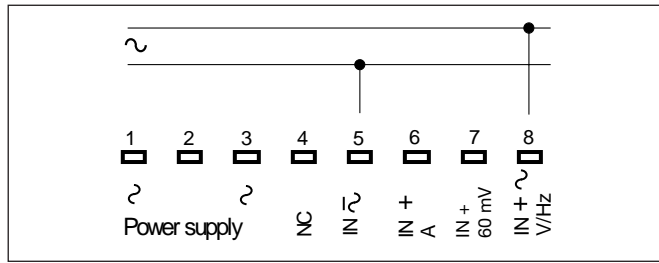 ∼
1 2 3 4 5 6 7 8
∼ ∼
Power supply
NC
IN – ∼
IN +
A
IN +
60 mV
IN + ∼
V/Hz